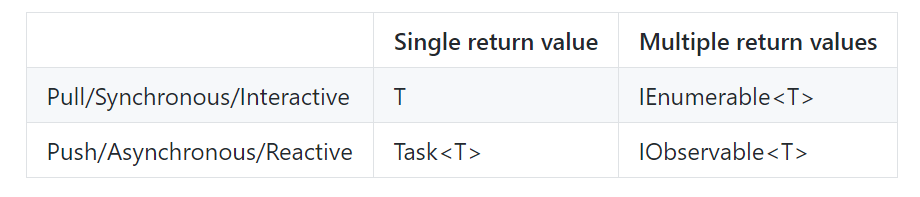 Single return value Multiple return values
Pull/Synchronous/Interactive T IEnumerable<T>
Push/Asynchronous/Reactive Task<T> IObservable<T>